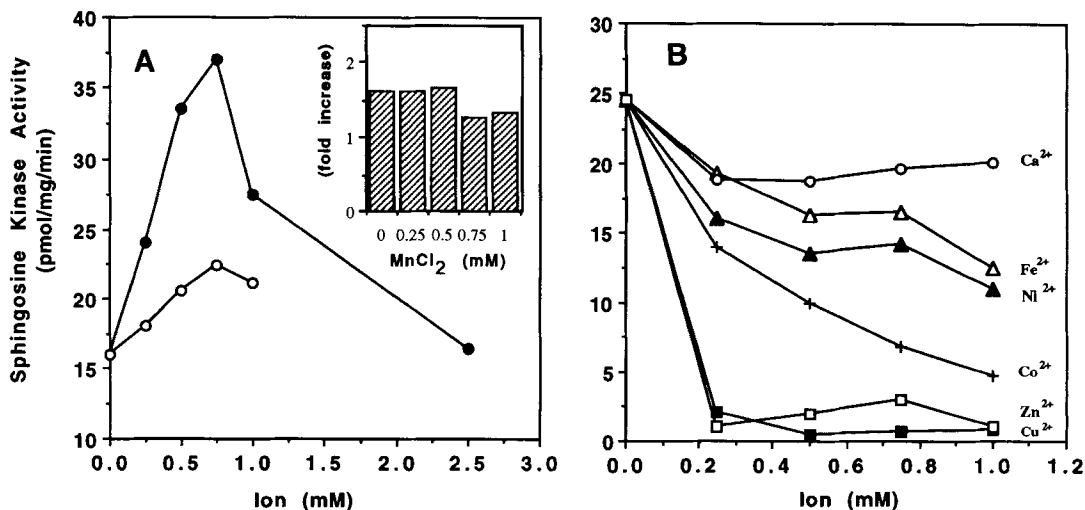 A
Sphingosine Kinase Activity
(pmol/mg/min)
40
35
30
25
20
15
10
0.0 0.5 1.0 1.5 2.0 2.5 3.0
Ion (mM)
(fold increase)
2
1
0
0 0.25 0.5 0.75 1
MnCl2 (mM)
B
30
25
20
15
10
5
0
0.0 0.2 0.4 0.6 0.8 1.0 1.2
Ion (mM)
Ca2+
Fe2+
Ni2+
Co2+
Zn2+
Cu2+